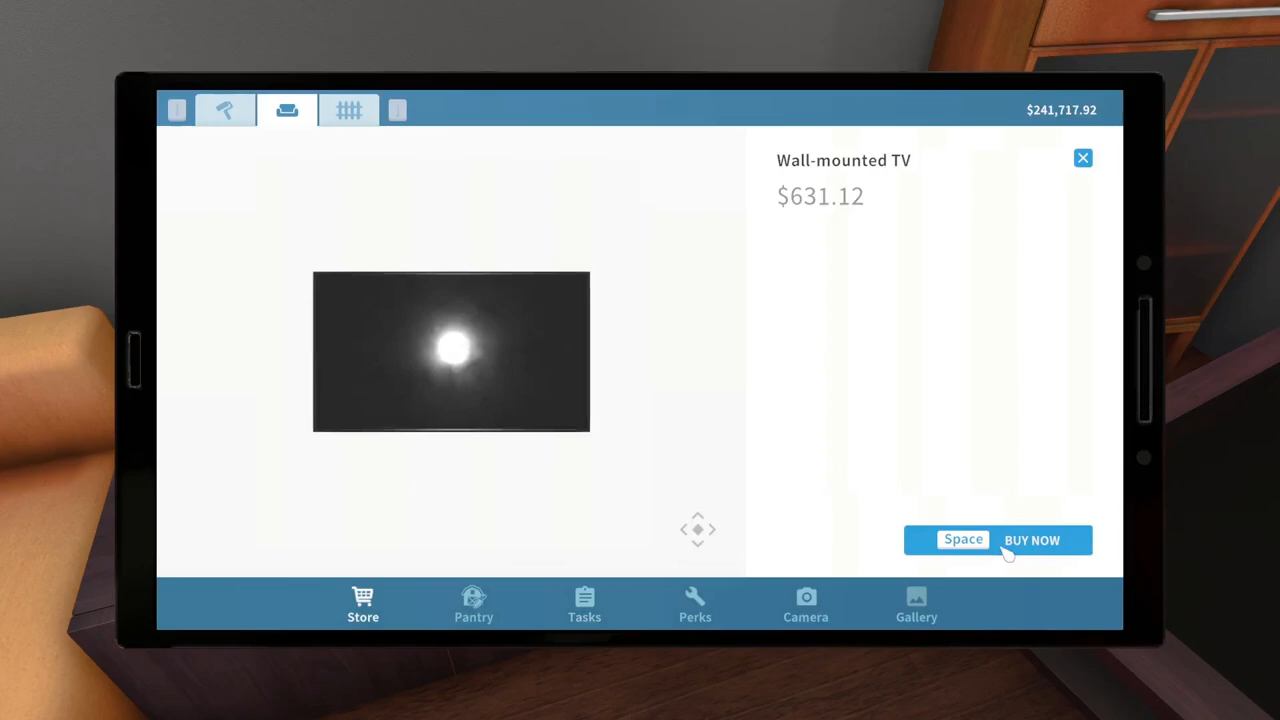 $241,717.92
Wall-mounted TV
$631.12
Space BUY NOW
Store Pantry Tasks Perks Camera Gallery